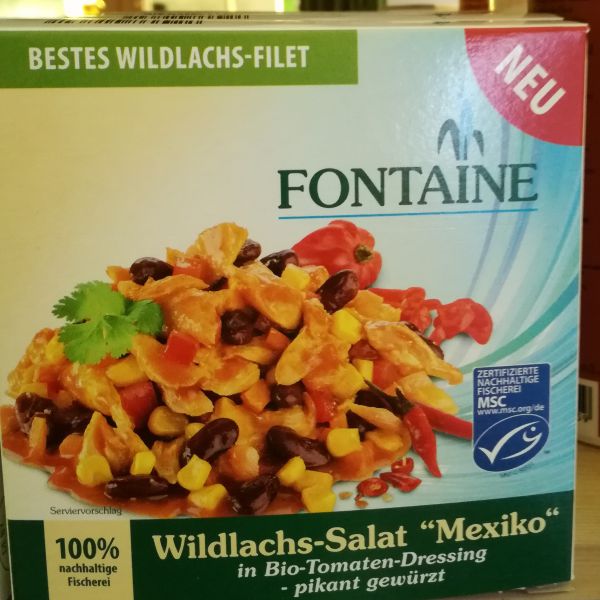 BESTES WILDLACHS-FILET
NEU
FONTAINE
ZERTIFIZIERTE
NACHHALTIGE
FISCHEREI
MSC
www.msc.org/de
Serviervorschlag
100%
nachhaltige
Fischerei
Wildlachs-Salat “Mexiko“
in Bio-Tomaten-Dressing
- pikant gewürzt